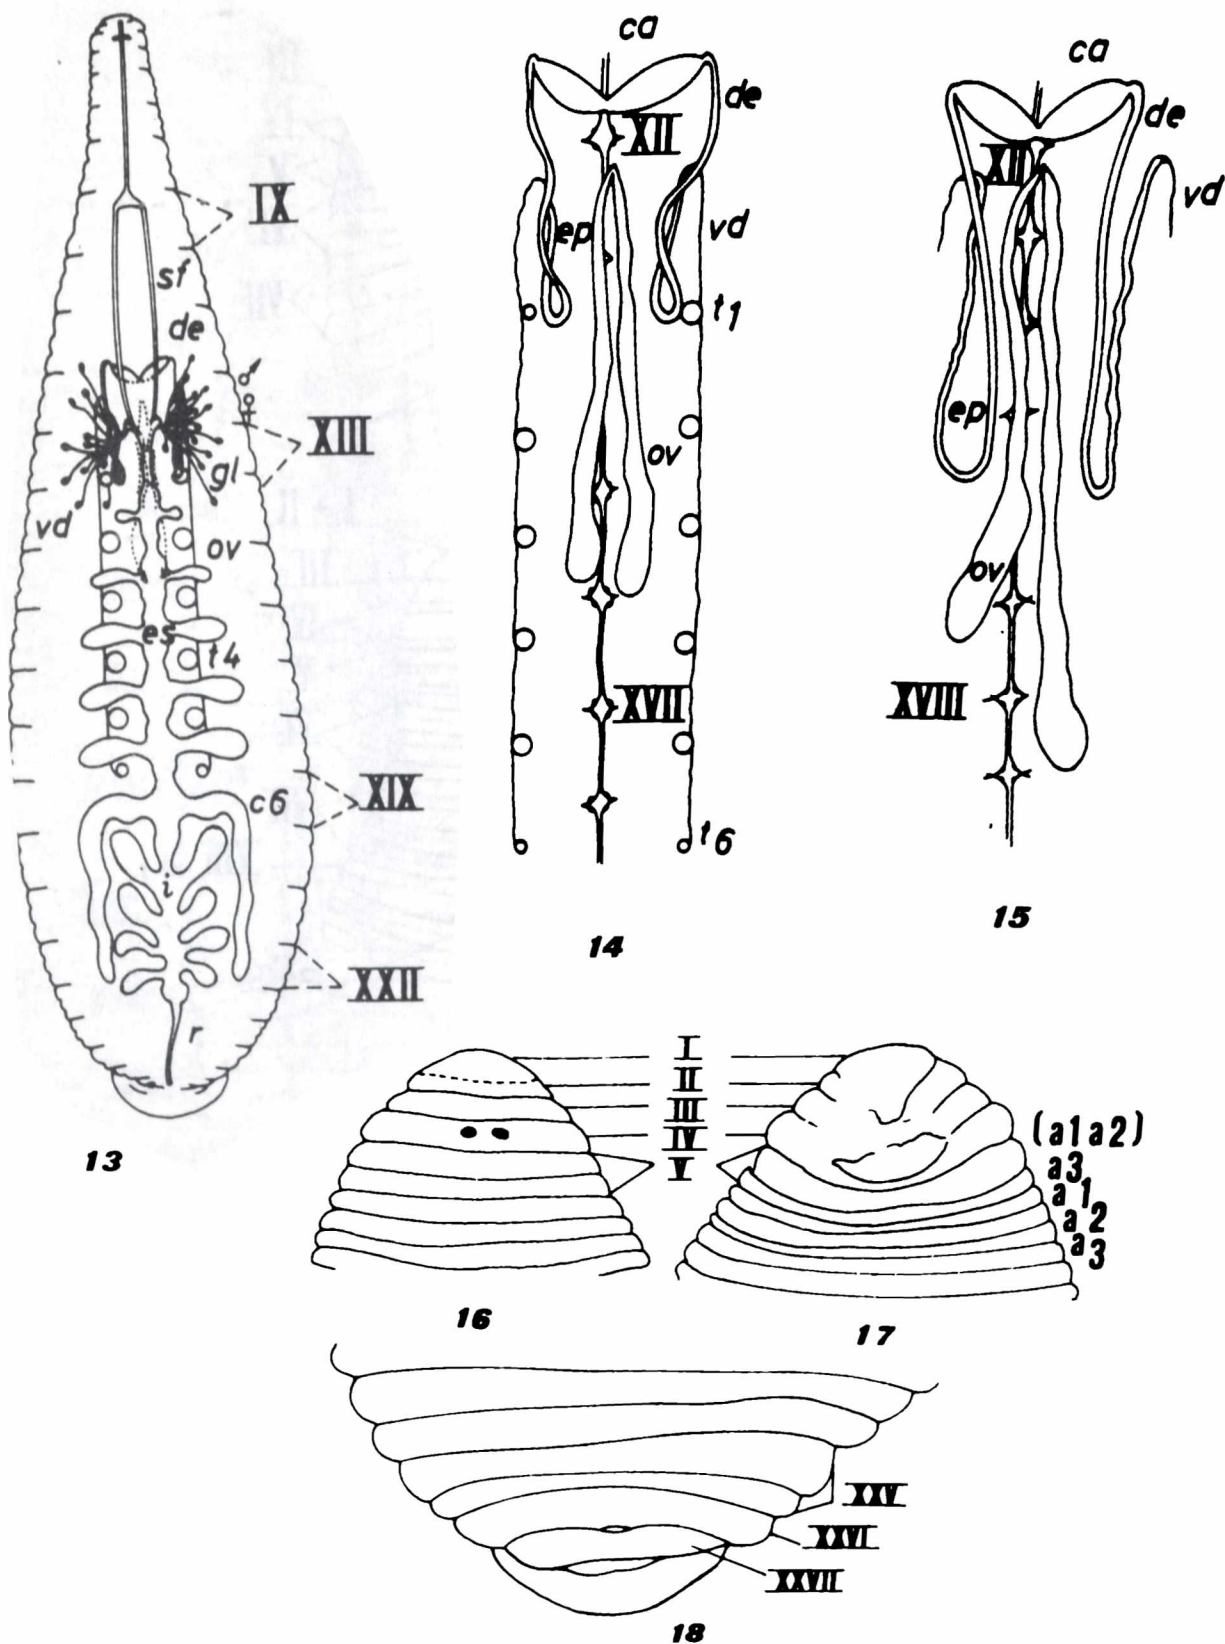 IX
sf
de
♂
♀
XIII
gl
vd
ov
es
t4
c6
XIX
i
XXII
r
13
ca
de
XII
ep
vd
t1
ov
XVII
t6
14
ca
de
XII
vd
ep
ov
XVIII
15
I
II
III
IV
V
(a1a2)
a3
a1
a2
a3
16
17
XXV
XXVI
XXVII
18